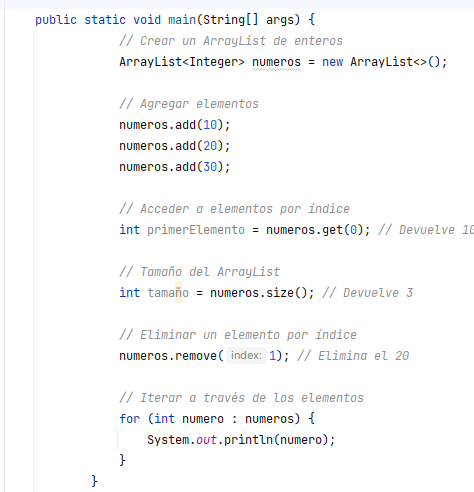 public static void main(String[] args) {
// Crear un ArrayList de enteros
ArrayList<Integer> numeros = new ArrayList<>();
// Agregar elementos
numeros.add(10);
numeros.add(20);
numeros.add(30);
// Acceder a elementos por índice
int primerElemento = numeros.get(0); // Devuelve 10
// Tamaño del ArrayList
int tamaño = numeros.size(); // Devuelve 3
// Eliminar un elemento por índice
numeros.remove( index: 1); // Elimina el 20
// Iterar a través de los elementos
for (int numero : numeros) {
System.out.println(numero);
}
}